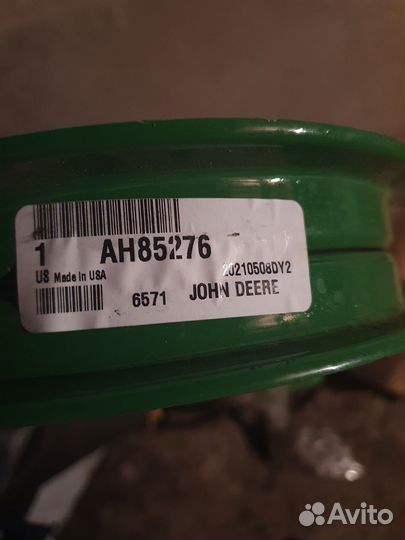 1 AH85276
US Made in USA 20210508DY2
6571 JOHN DEERE
Avito